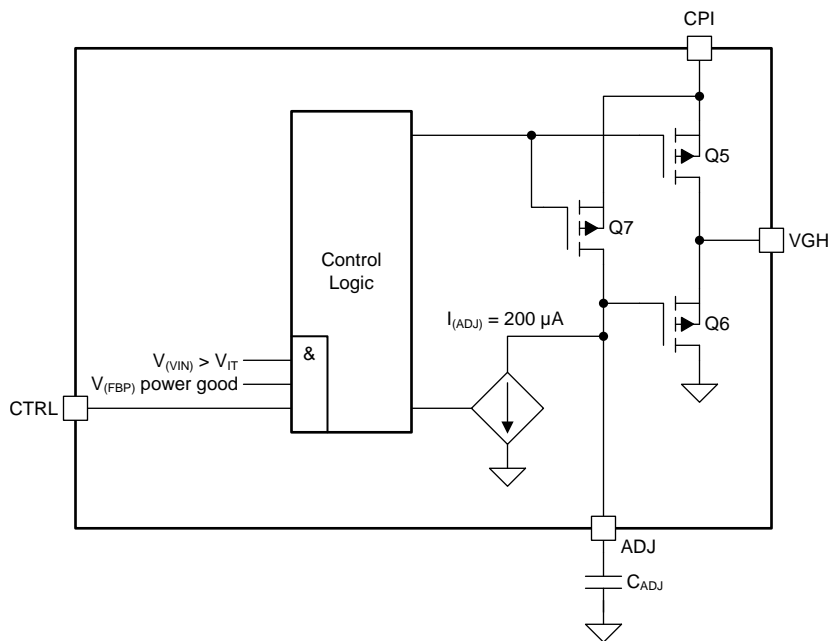 CPI
Q5
Q7
VGH
Control
Logic
I(ADJ) = 200 µA
Q6
&
V(VIN) > VIT
V(FBP) power good
CTRL
ADJ
CADJ